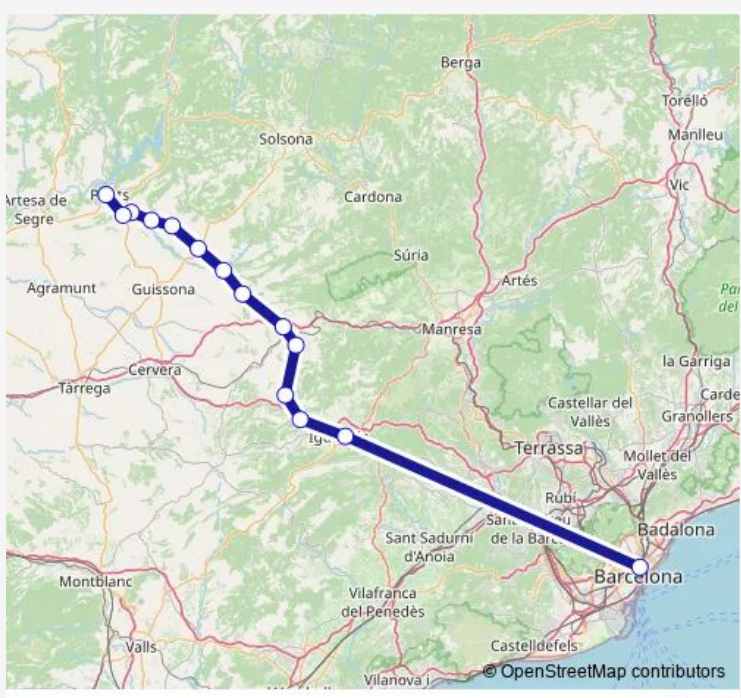 Berga
Torelló
Manlleu
Solsona
Vic
Cardona
Artesa de
Segre
Súria
Artés
Agramunt
Guissona
Manresa
la Garriga
Cervera
Tàrrega
Castellar del
Vallès
Granollers
Terrassa
Mollet del
Vallès
Rubí
Badalona
Sant Sadurní
d'Anoia
de la Barc
Barcelona
Montblanc
Vilafranca
del Penedès
Valls
Castelldefels
Vilanova i
© OpenStreetMap contributors